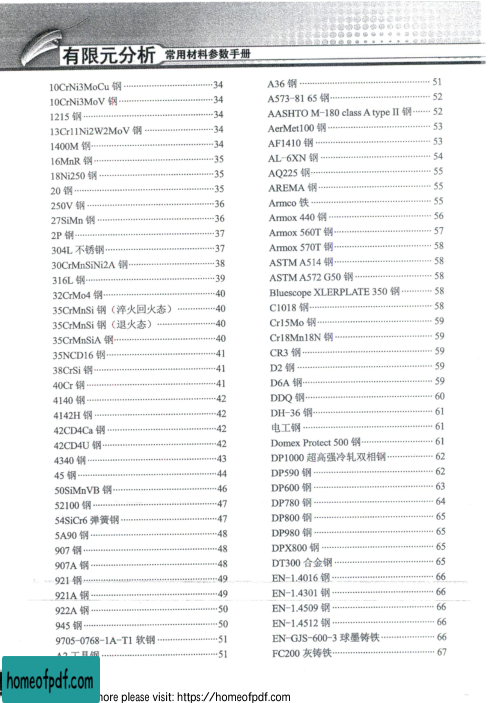 有限元分析 常用材料参数手册
10CrNi3MoCu 钢 34
10CrNi3MoV 钢 34
1215 钢 34
13Cr11Ni2W2MoV 钢 34
1400M 钢 34
16MnR 钢 35
18Ni250 钢 35
20 钢 35
250V 钢 36
27SiMn 钢 36
2P 钢 37
304L 不锈钢 37
30CrMnSiNi2A 钢 38
316L 钢 39
32CrMo4 钢 40
35CrMnSi 钢（淬火回火态） 40
35CrMnSi 钢（退火态） 40
35CrMnSiA 钢 40
35NCD16 钢 41
38CrSi 钢 41
40Cr 钢 41
4140 钢 42
4142H 钢 42
42CD4Ca 钢 42
42CD4U 钢 42
4340 钢 43
45 钢 44
50SiMnVB 钢 46
52100 钢 47
54SiCr6 弹簧钢 47
5A90 钢 48
907 钢 48
907A 钢 48
921 钢 49
921A 钢 49
922A 钢 50
945 钢 50
9705-0768-1A-T1 软钢 51
A2 工具钢 51
A36 钢 51
A573-81 65 钢 52
AASHTO M-180 class A type II 钢 52
AerMet100 钢 53
AF1410 钢 53
AL-6XN 钢 54
AQ225 钢 55
AREMA 钢 55
Armco 铁 55
Armox 440 钢 56
Armox 560T 钢 57
Armox 570T 钢 58
ASTM A514 钢 58
ASTM A572 G50 钢 58
Bluescope XLERPLATE 350 钢 58
C1018 钢 58
Cr15Mo 钢 59
Cr18Mn18N 钢 59
CR3 钢 59
D2 钢 59
D6A 钢 59
DDQ 钢 60
DH-36 钢 61
电工钢 61
Domex Protect 500 钢 61
DP1000 超高强冷轧双相钢 62
DP590 钢 62
DP600 钢 63
DP780 钢 64
DP800 钢 65
DP980 钢 65
DPX800 钢 65
DT300 合金钢 65
EN-1.4016 钢 66
EN-1.4301 钢 66
EN-1.4509 钢 66
EN-1.4512 钢 66
EN-GJS-600-3 球墨铸铁 66
FC200 灰铸铁 67
homeofpdf.com
more please visit: https://homeofpdf.com